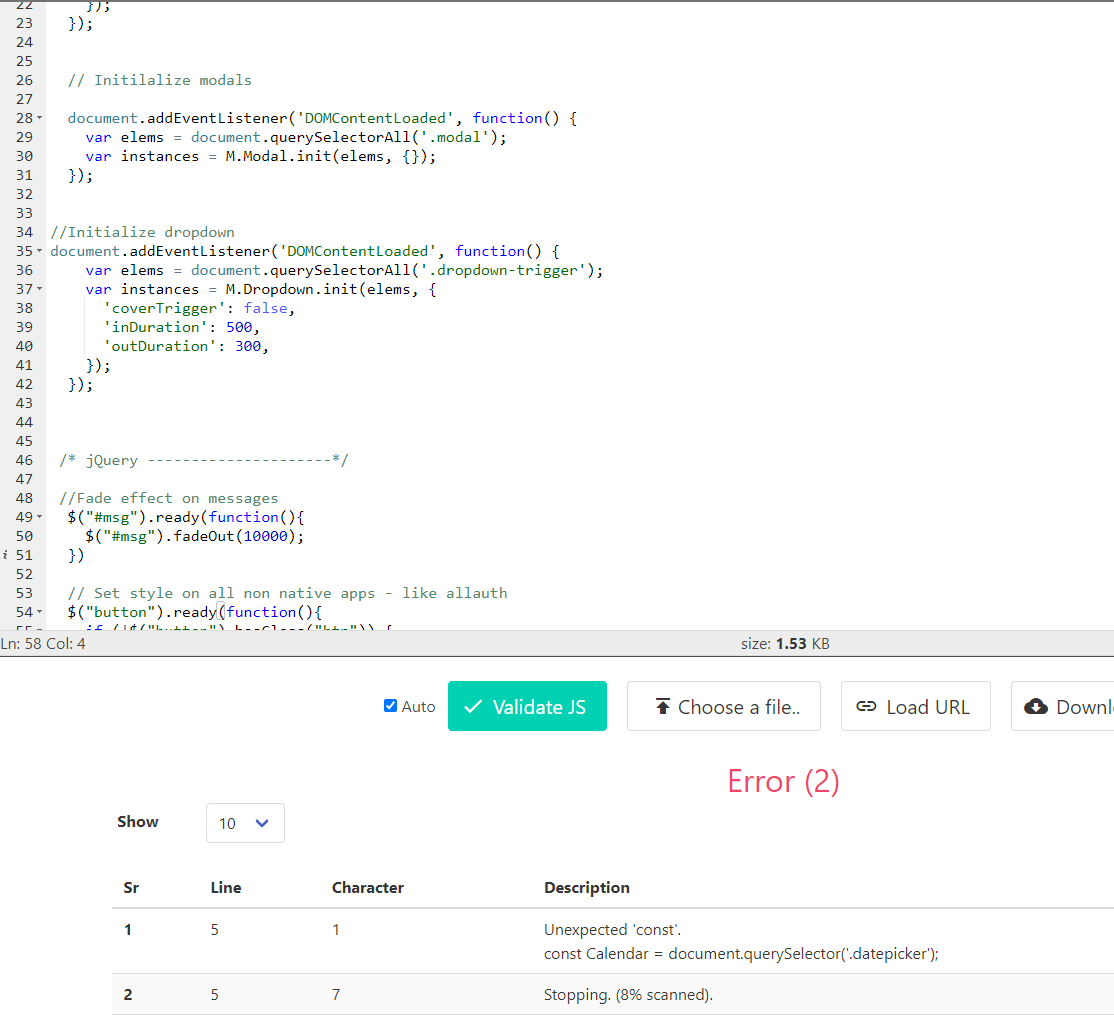 22 });
23 });
24
25
26 // Initilalize modals
27
28 document.addEventListener('DOMContentLoaded', function() {
29 var elems = document.querySelectorAll('.modal');
30 var instances = M.Modal.init(elems, {});
31 });
32
33
34 //Initialize dropdown
35 document.addEventListener('DOMContentLoaded', function() {
36 var elems = document.querySelectorAll('.dropdown-trigger');
37 var instances = M.Dropdown.init(elems, {
38 'coverTrigger': false,
39 'inDuration': 500,
40 'outDuration': 300,
41 });
42 });
43
44
45
46 /* jQuery ---------------------*/
47
48 //Fade effect on messages
49 $("#msg").ready(function(){
50 $("#msg").fadeOut(10000);
i 51 })
52
53 // Set style on all non native apps - like allauth
54 $("button").ready(function(){
55 if (!$("button").hasClass("btn")) {
Ln: 58 Col: 4 size: 1.53 KB
Auto Validate JS Choose a file.. Load URL Downl
Error (2)
Show 10
Sr Line Character Description
1 5 1 Unexpected 'const'.
const Calendar = document.querySelector('.datepicker');
2 5 7 Stopping. (8% scanned).